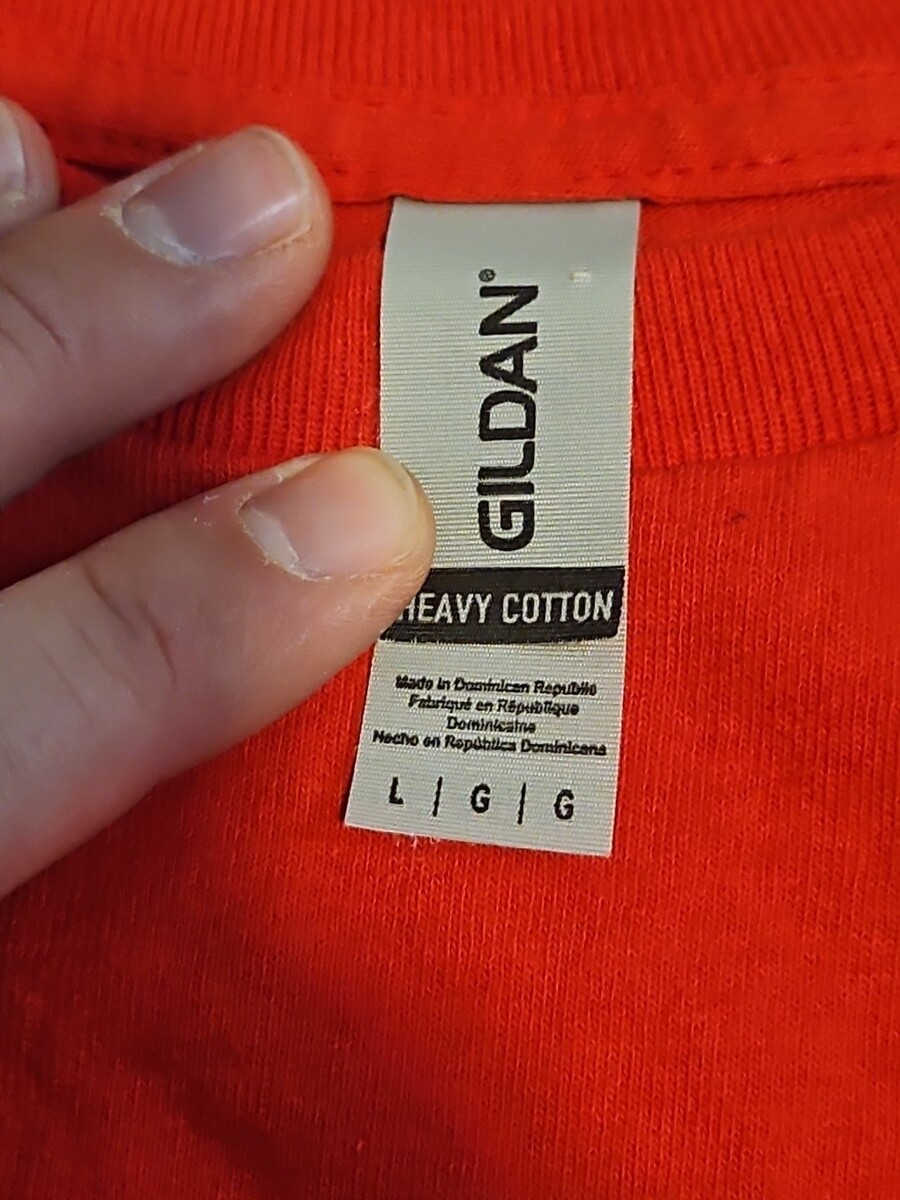 GILDAN®
HEAVY COTTON
Made in Dominican Republic
Fabriqué en République
Dominicaine
Hecho en República Dominicana
L | G | G